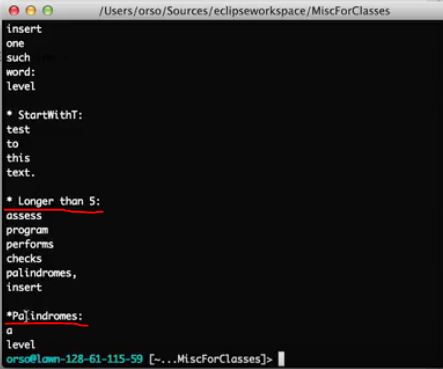 /Users/orso/Sources/eclipseworkspace/MiscForClasses
insert
one
such
word:
level
* StartWithT:
test
to
this
text.
* Longer than 5:
assess
program
performs
checks
palindromes,
insert
*Palindromes:
a
level
orso@lawn-128-61-115-59 [~...MiscForClasses]>